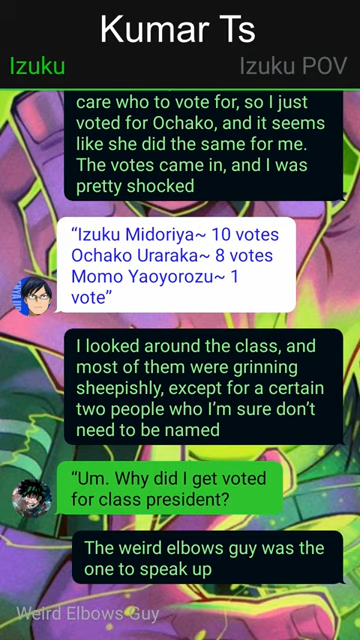 Kumar Ts
Izuku
Izuku POV
care who to vote for, so I just
voted for Ochako, and it seems
like she did the same for me.
The votes came in, and I was
pretty shocked
“Izuku Midoriya~ 10 votes
Ochako Uraraka~ 8 votes
Momo Yaoyorozu~ 1
vote”
I looked around the class, and
most of them were grinning
sheepishly, except for a certain
two people who I’m sure don’t
need to be named
“Um. Why did I get voted
for class president?
The weird elbows guy was the
one to speak up
Weird Elbows Guy